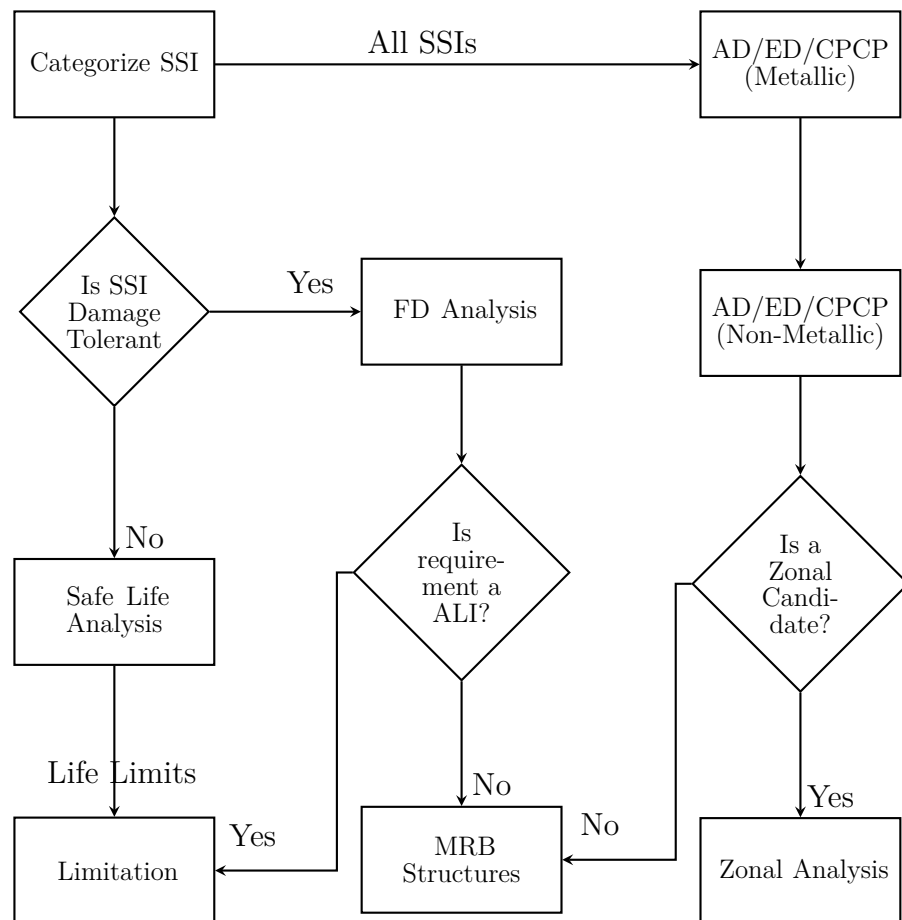 All SSIs
Categorize SSI
AD/ED/CPCP
(Metallic)
Is SSI
Damage
Tolerant
Yes
FD Analysis
AD/ED/CPCP
(Non-Metallic)
No
Is
require-
ment a
ALI?
Is a
Zonal
Candi-
date?
Safe Life
Analysis
Life Limits
No
Yes
Yes
No
Limitation
MRB
Structures
Zonal Analysis